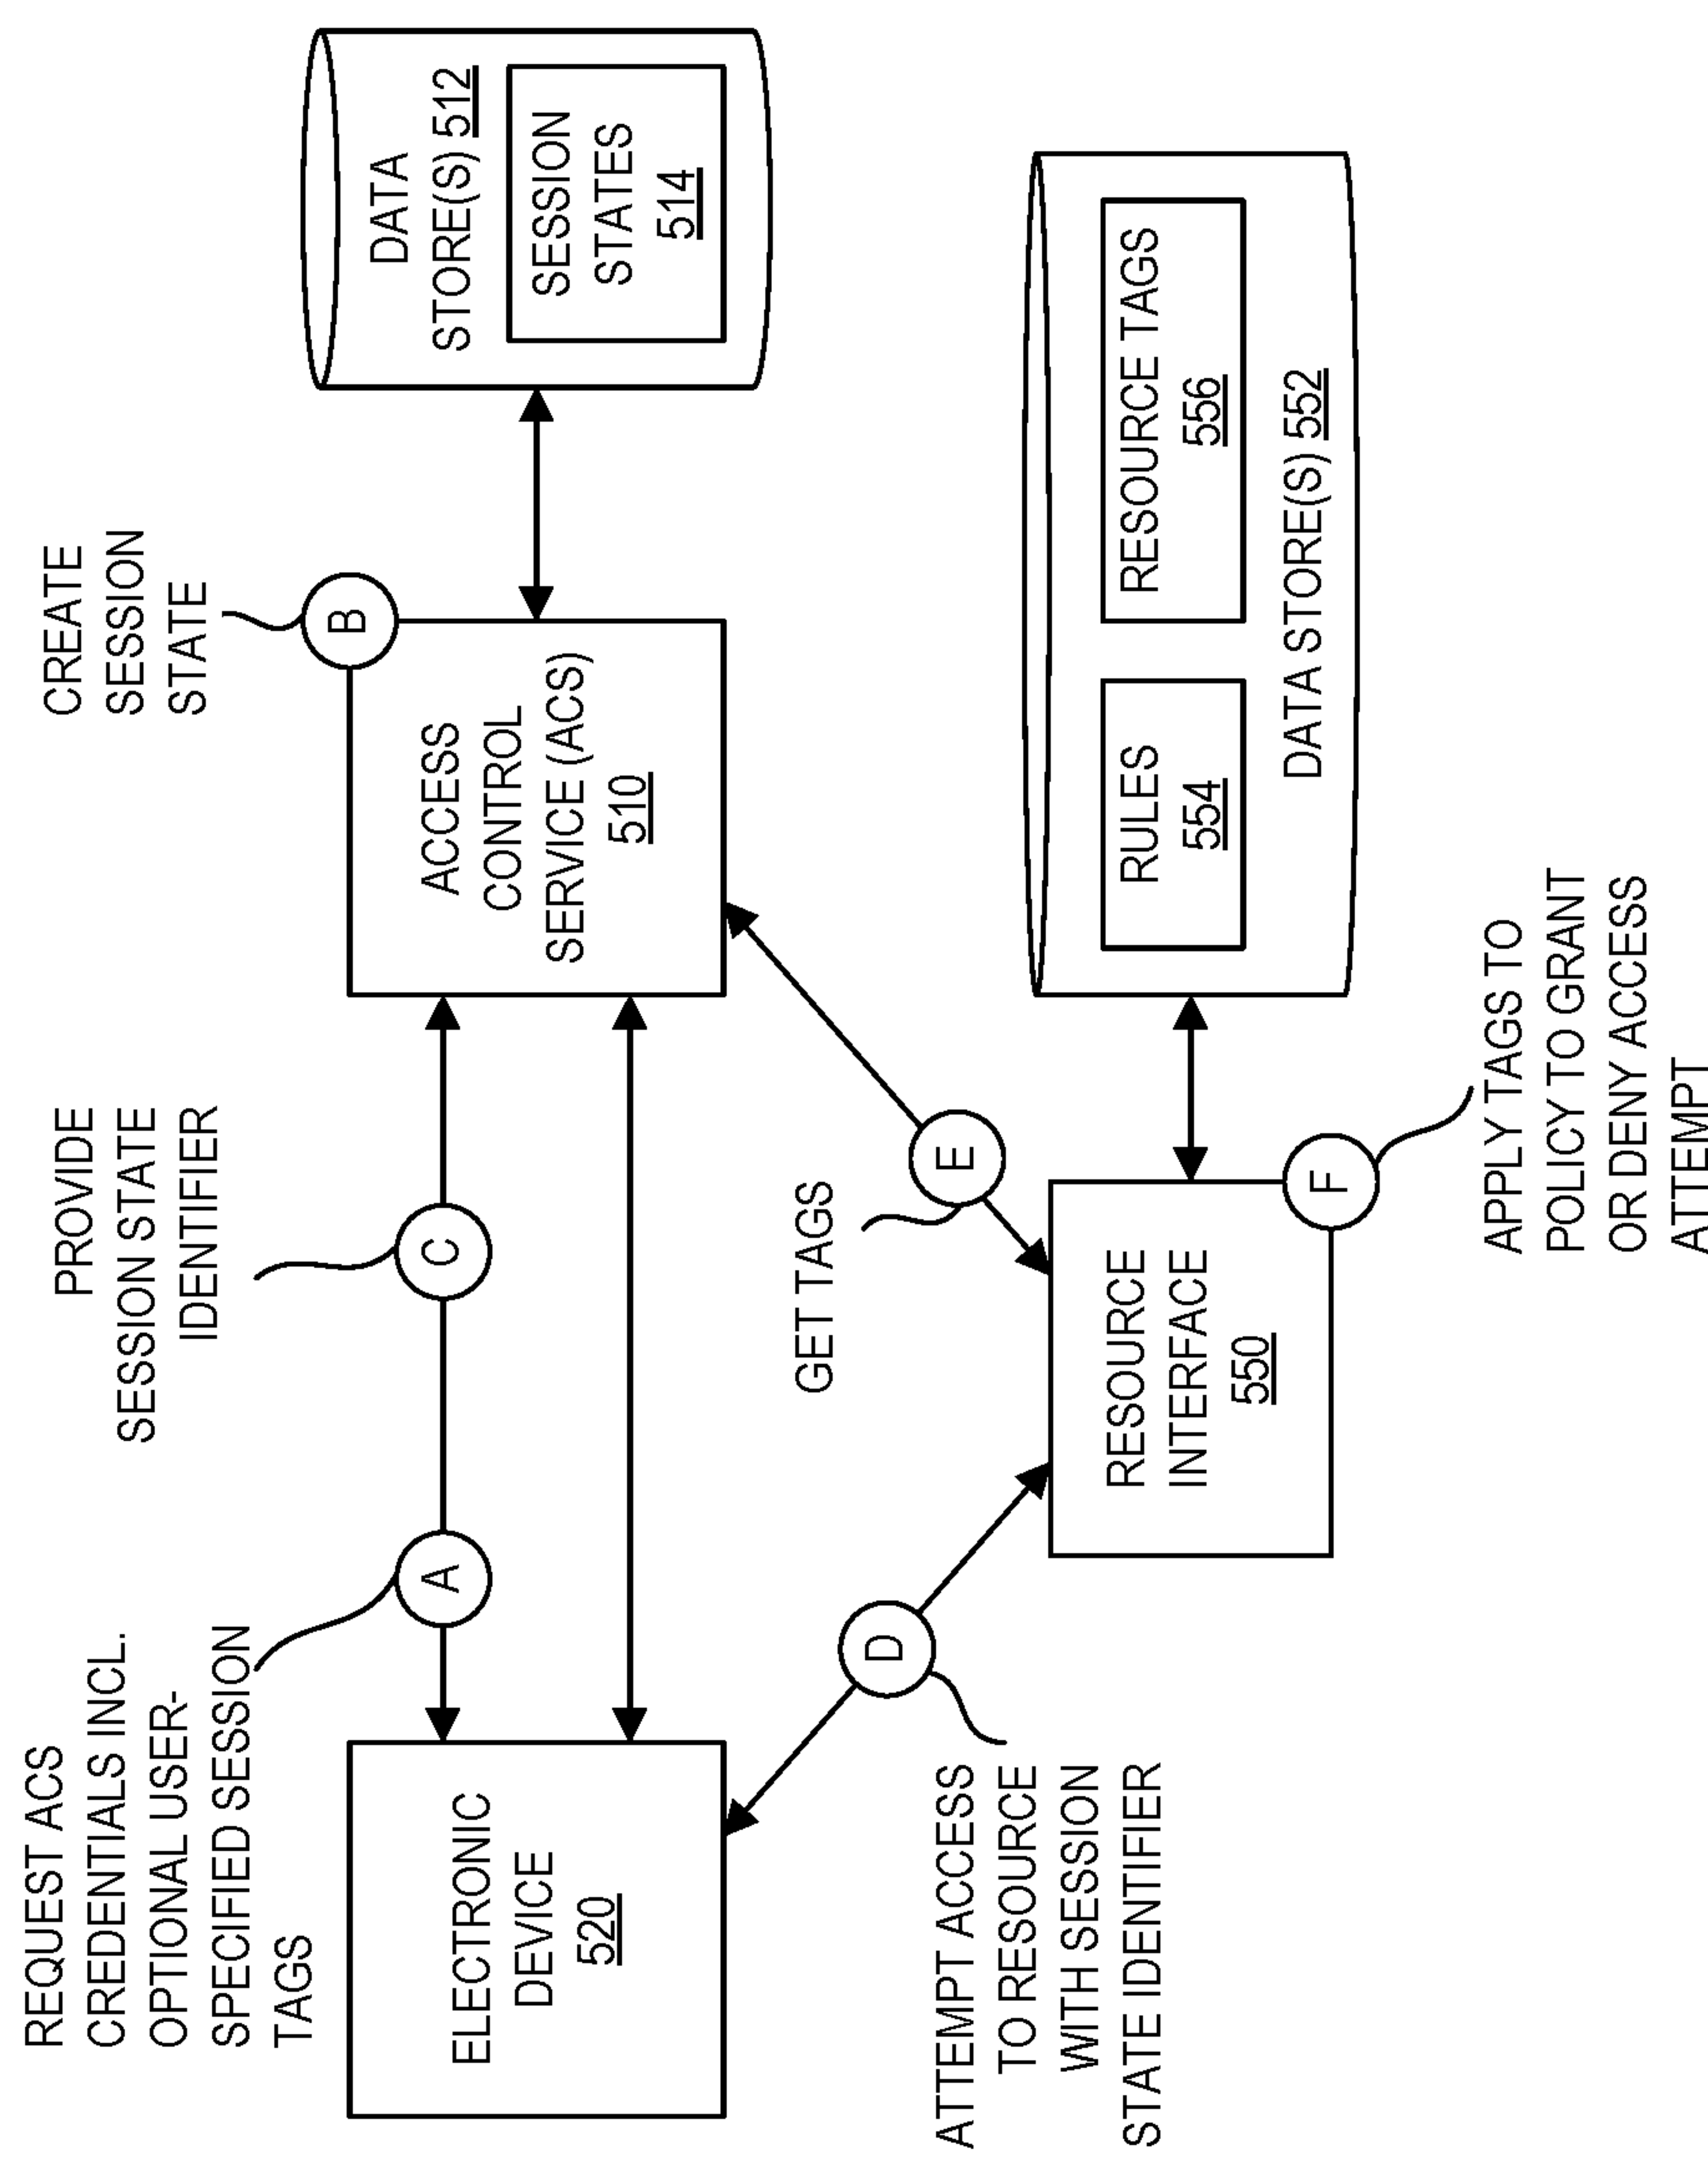 REQUEST ACS
CREDENTIALS INCL.
OPTIONAL USER-
SPECIFIED SESSION
TAGS
PROVIDE
SESSION STATE
IDENTIFIER
CREATE
SESSION
STATE
A
C
B
ELECTRONIC
DEVICE
520
ACCESS
CONTROL
SERVICE (ACS)
510
DATA
STORE(S) 512
SESSION
STATES
514
GET TAGS
D
E
ATTEMPT ACCESS
TO RESOURCE
WITH SESSION
STATE IDENTIFIER
RESOURCE
INTERFACE
550
F
RULES
554
RESOURCE TAGS
556
DATA STORE(S) 552
APPLY TAGS TO
POLICY TO GRANT
OR DENY ACCESS
ATTEMPT